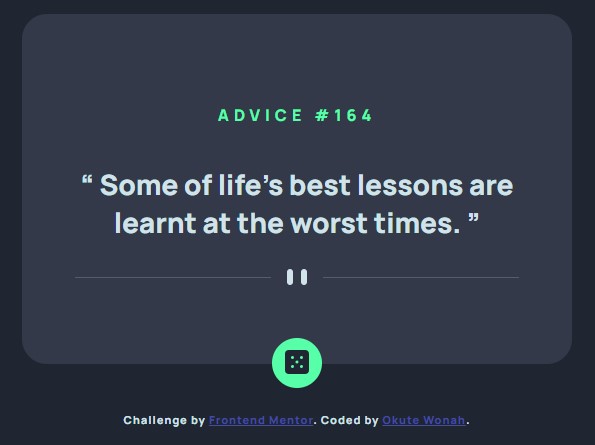 ADVICE #164
“ Some of life’s best lessons are
learnt at the worst times. ”
Challenge by Frontend Mentor. Coded by Okute Wonah.